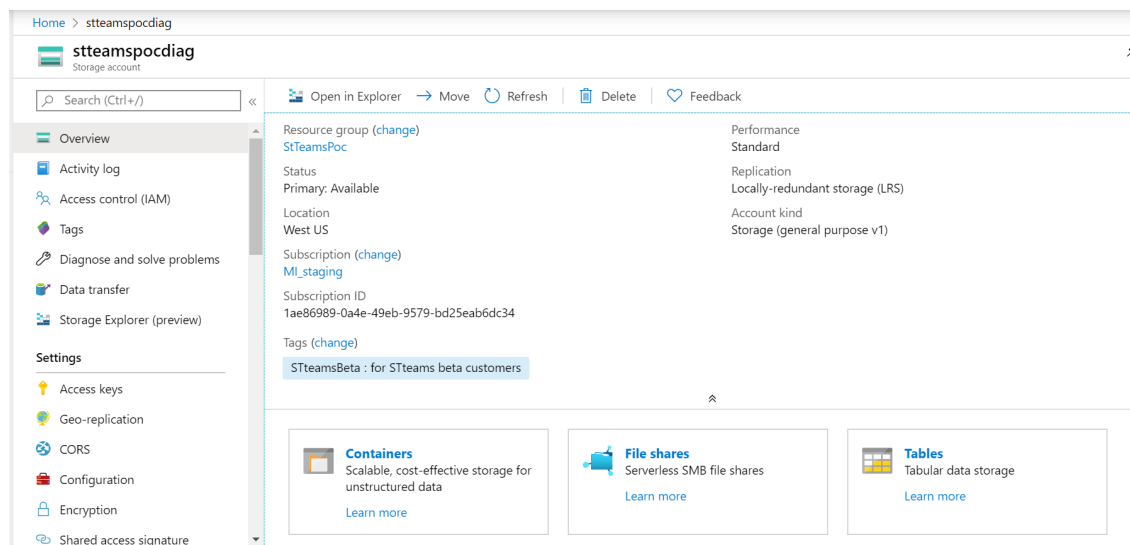 Home > stteamspocdiag
stteamspocdiag
Storage account
Search (Ctrl+/)
«
Overview
Activity log
Access control (IAM)
Tags
Diagnose and solve problems
Data transfer
Storage Explorer (preview)
Settings
Access keys
Geo-replication
CORS
Configuration
Encryption
Shared access signature
Open in Explorer Move Refresh Delete Feedback
Resource group (change)
StTeamsPoc
Status
Primary: Available
Location
West US
Subscription (change)
MI_staging
Subscription ID
1ae86989-0a4e-49eb-9579-bd25eab6dc34
Tags (change)
STteamsBeta : for STteams beta customers
Performance
Standard
Replication
Locally-redundant storage (LRS)
Account kind
Storage (general purpose v1)
Containers
Scalable, cost-effective storage for
unstructured data
Learn more
File shares
Serverless SMB file shares
Learn more
Tables
Tabular data storage
Learn more